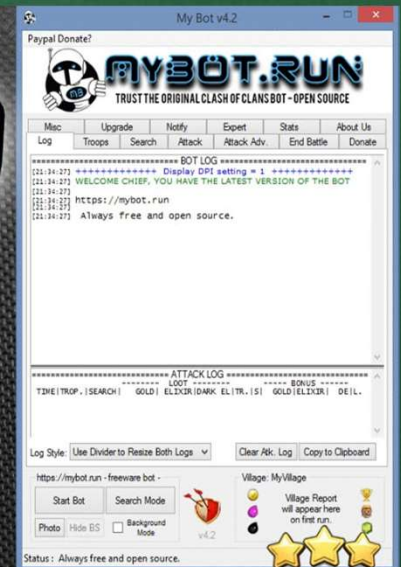 My Bot v4.2
Paypal Donate?
MYBOT.RUN
TRUST THE ORIGINAL CLASH OF CLANS BOT - OPEN SOURCE
MB
Misc Upgrade Notify Expert Stats About Us
Log Troops Search Attack Attack Adv. End Battle Donate
==================== BOT LOG ====================
[21:34:27] +++++++++++++ Display DPI setting = 1 +++++++++++++
[21:34:27] WELCOME CHIEF, YOU HAVE THE LATEST VERSION OF THE BOT
[21:34:27]
[21:34:27] https://mybot.run
[21:34:27]
[21:34:27] Always free and open source.
==================== ATTACK LOG ====================
-------- LOOT -------- ----- BONUS -----
TIME|TROP.|SEARCH| GOLD| ELIXIR|DARK EL|TR.|S| GOLD|ELIXIR| DE|L.
Log Style: Use Divider to Resize Both Logs Clear Atk. Log Copy to Clipboard
https://mybot.run - freeware bot -
Start Bot Search Mode
Photo Hide BS Background Mode
v4.2
Village: MyVillage
Village Report
will appear here
on first run.
Status : Always free and open source.